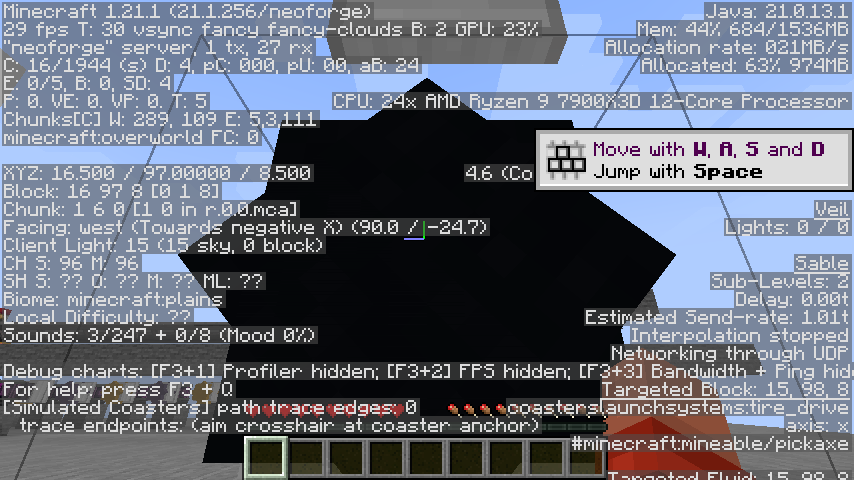 Minecraft 1.21.1 (21.1.256/neoforge)
29 fps T: 30 vsync fancy fancy-clouds B: 2 GPU: 23%
"neoforge" server, 1 tx, 27 rx
C: 16/1944 (s) D: 4, pC: 000, pU: 00, aB: 24
E: 0/5, B: 0, SD: 4
P: 0. VE: 0. VP: 0. T: 5
Chunks[C] W: 289, 109 E: 5,3,111
minecraft:overworld FC: 0
XYZ: 16.500 / 97.00000 / 8.500
Block: 16 97 8 [0 1 8]
Chunk: 1 6 0 [1 0 in r.0.0.mca]
Facing: west (Towards negative X) (90.0 / -24.7)
Client Light: 15 (15 sky, 0 block)
CH S: 96 M: 96
SH S: ?? O: ?? M: ?? ML: ??
Biome: minecraft:plains
Local Difficulty: ??
Sounds: 3/247 + 0/8 (Mood 0%)
Debug charts: [F3+1] Profiler hidden; [F3+2] FPS hidden; [F3+3] Bandwidth + Ping hid
For help: press F3 + Q
[Simulated Coasters] path trace edges: 0
trace endpoints: (aim crosshair at coaster anchor)
Java: 21.0.13.1
Mem: 44% 684/1536MB
Allocation rate: 021MB/s
Allocated: 63% 974MB
CPU: 24x AMD Ryzen 9 7900X3D 12-Core Processor
4.6 (Co
Move with W, A, S and D
Jump with Space
Veil
Lights: 0 / 0
Sable
Sub-Levels: 2
Delay: 0.00t
Estimated Send-rate: 1.01t
Interpolation stopped
Networking through UDP
Targeted Block: 15, 98, 8
coasterslaunchsystems:tire_drive
axis: x
#minecraft:mineable/pickaxe
Targeted Fluid: 15, 98, 8